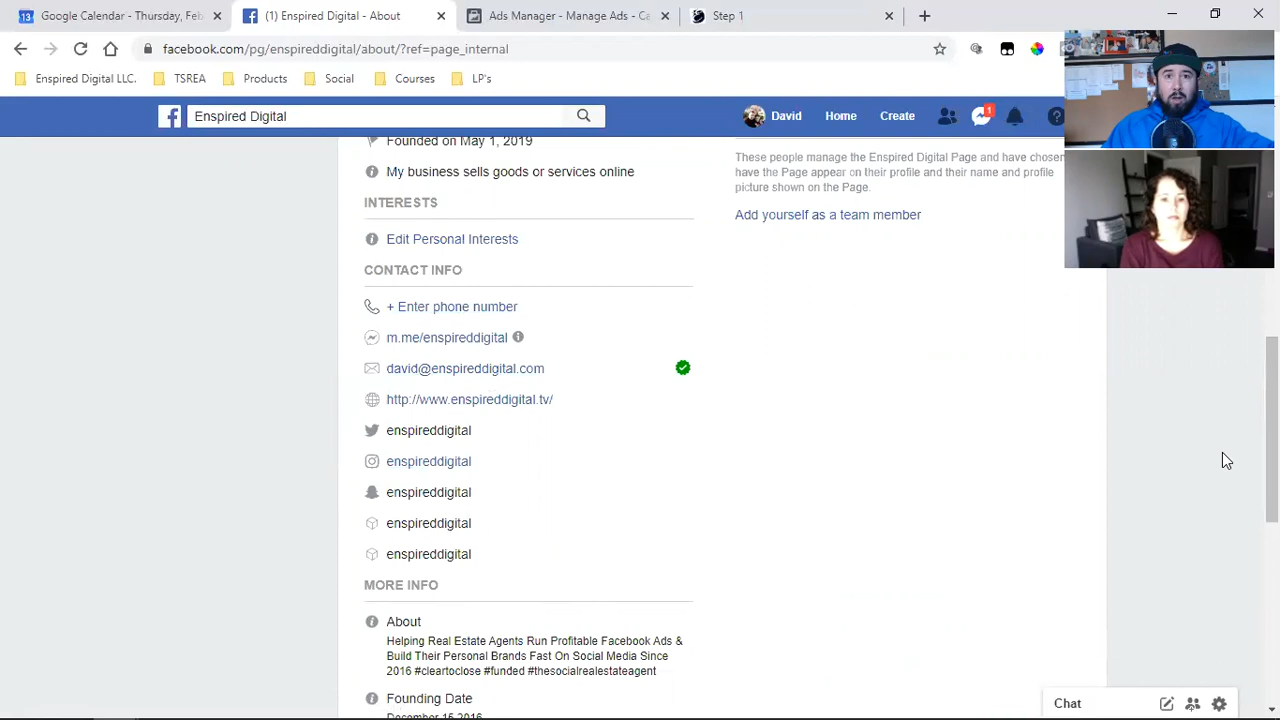 Google Calendar - Thursday, Feb
(1) Enspired Digital - About
Ads Manager - Manage Ads - Ca
Step 1
facebook.com/pg/enspireddigital/about/?ref=page_internal
Enspired Digital LLC.
TSREA
Products
Social
Courses
LP's
Enspired Digital
David
Home
Create
1
Founded on May 1, 2019
My business sells goods or services online
INTERESTS
Edit Personal Interests
CONTACT INFO
+ Enter phone number
m.me/enspireddigital
david@enspireddigital.com
http://www.enspireddigital.tv/
enspireddigital
enspireddigital
enspireddigital
enspireddigital
enspireddigital
MORE INFO
About
Helping Real Estate Agents Run Profitable Facebook Ads &
Build Their Personal Brands Fast On Social Media Since
2016 #cleartoclose #funded #thesocialrealestateagent
Founding Date
December 15 2016
These people manage the Enspired Digital Page and have chosen
have the Page appear on their profile and their name and profile
picture shown on the Page.
Add yourself as a team member
Chat